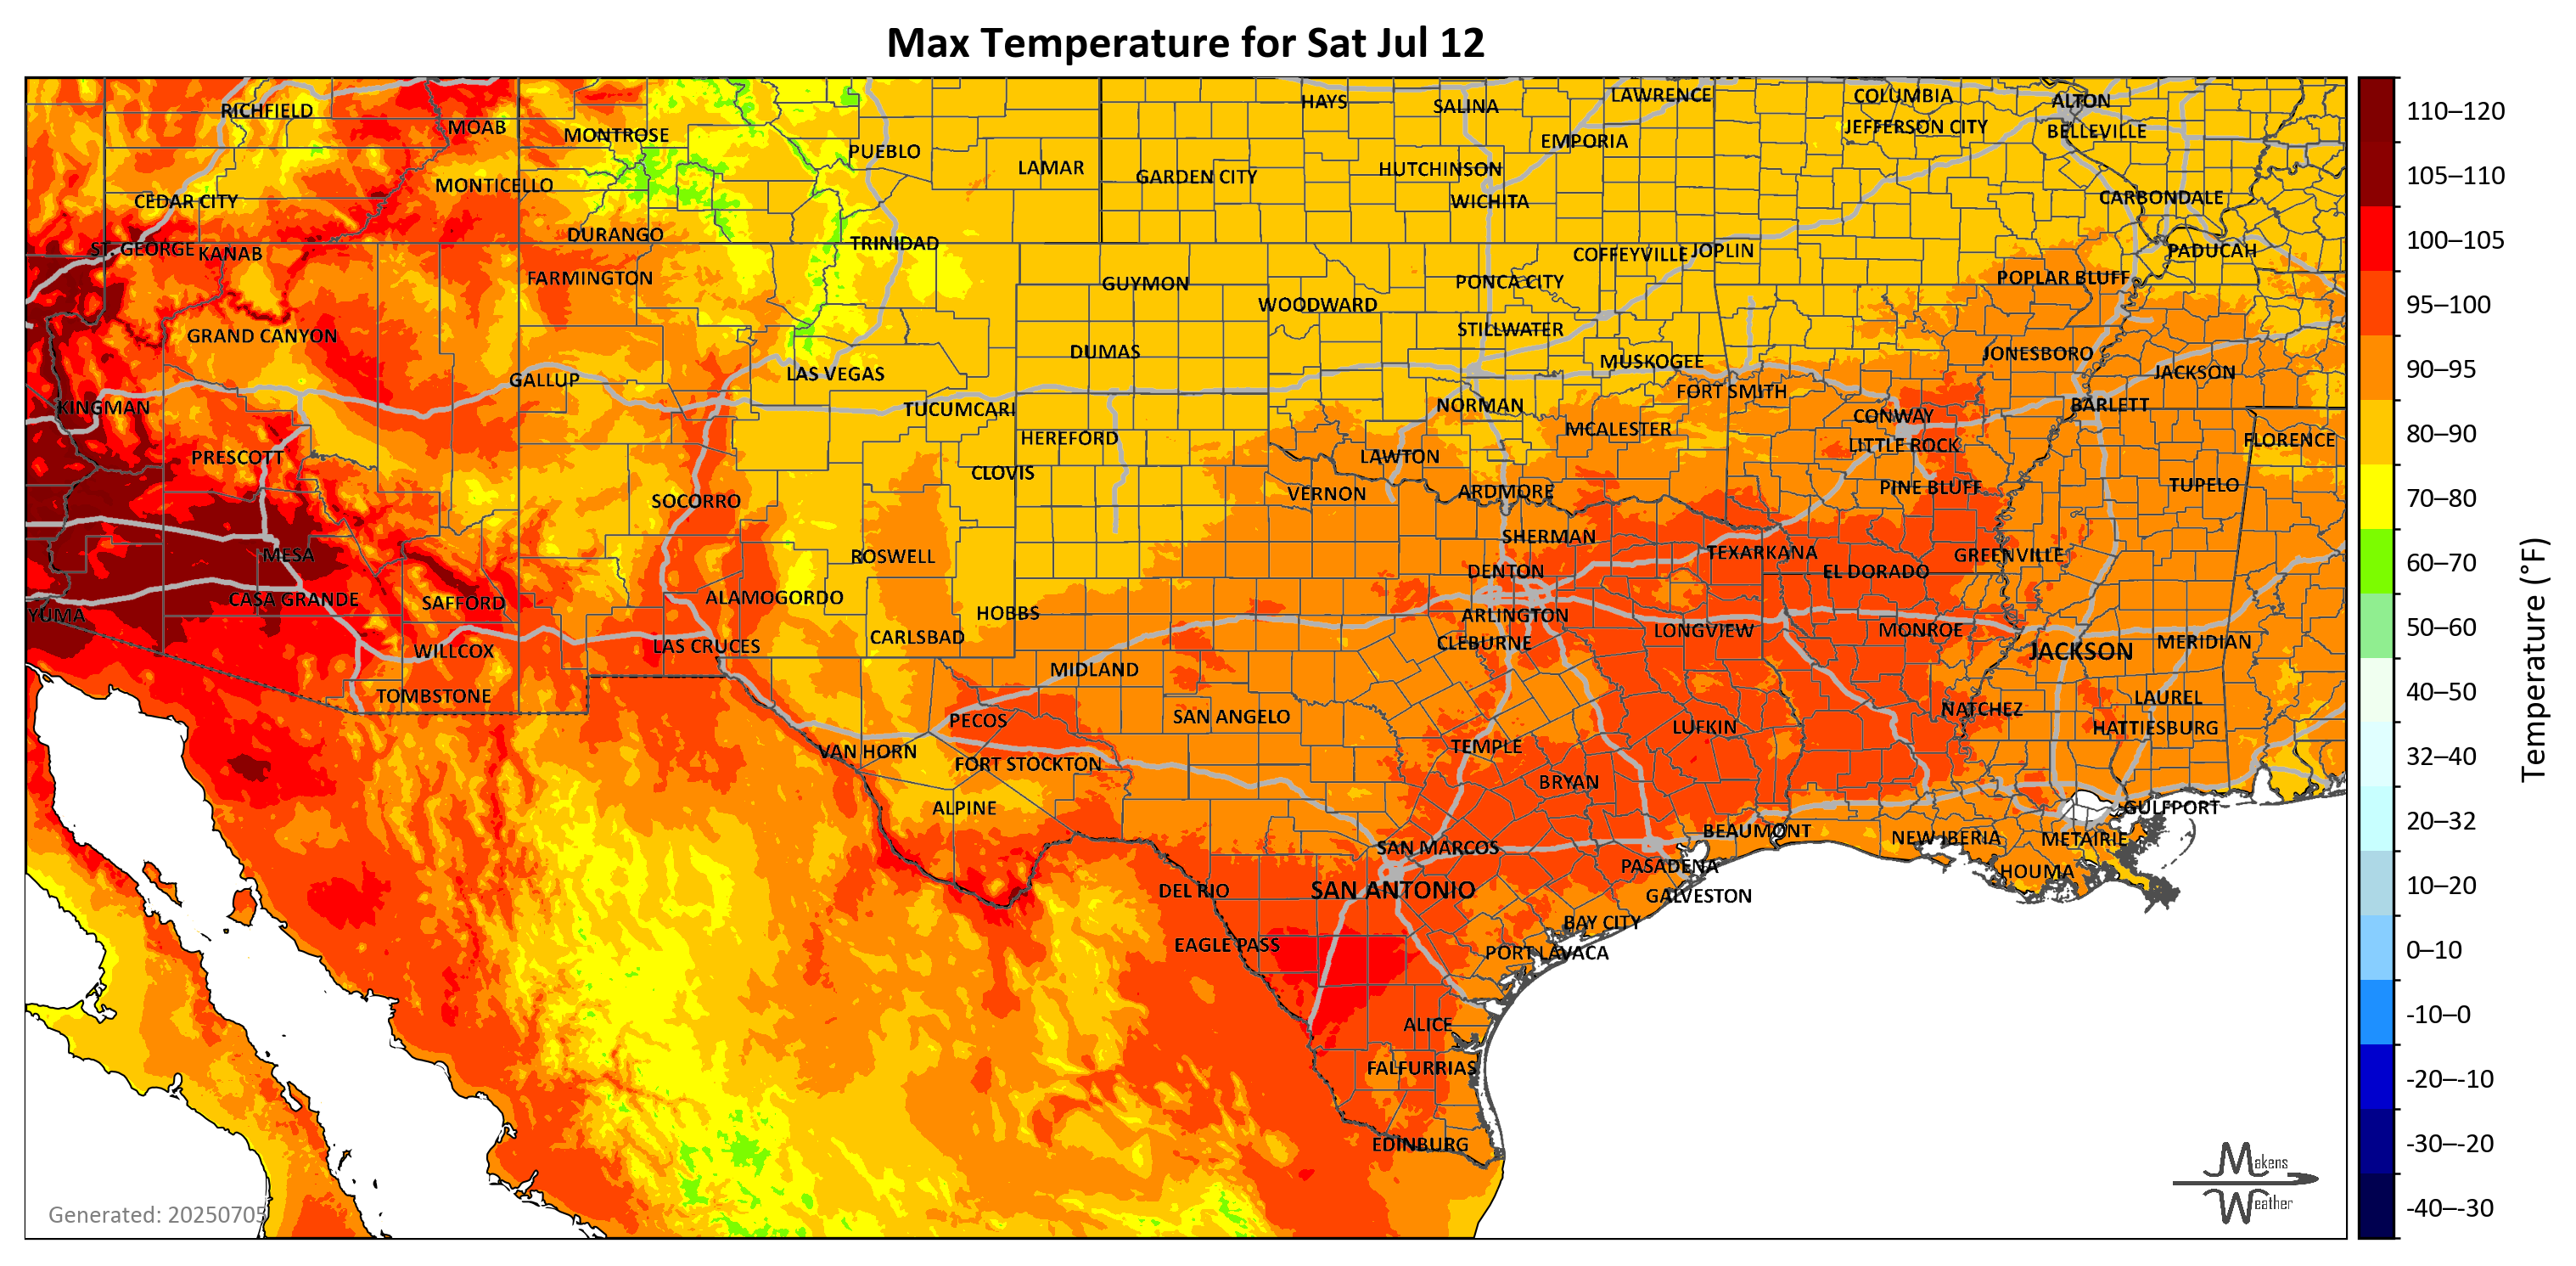 Max Temperature for Sat Jul 12
HAYS
SALINA
LAWRENCE
COLUMBIA
ALTON
RICHFIELD
MOAB
MONTROSE
PUEBLO
EMPORIA
JEFFERSON CITY
BELLEVILLE
LAMAR
GARDEN CITY
HUTCHINSON
MONTICELLO
CEDAR CITY
WICHITA
CARBONDALE
DURANGO
TRINIDAD
ST. GEORGE
KANAB
COFFEYVILLE
JOPLIN
PADUCAH
FARMINGTON
GUYMON
PONCA CITY
POPLAR BLUFF
WOODWARD
GRAND CANYON
STILLWATER
DUMAS
MUSKOGEE
JONESBORO
GALLUP
LAS VEGAS
FORT SMITH
JACKSON
KINGMAN
TUCUMCARI
NORMAN
CONWAY
BARLETT
HEREFORD
MCALESTER
LITTLE ROCK
FLORENCE
PRESCOTT
CLOVIS
LAWTON
SOCORRO
VERNON
ARDMORE
PINE BLUFF
TUPELO
MESA
ROSWELL
SHERMAN
TEXARKANA
GREENVILLE
DENTON
EL DORADO
CASA GRANDE
SAFFORD
ALAMOGORDO
YUMA
HOBBS
ARLINGTON
WILLCOX
LAS CRUCES
CARLSBAD
CLEBURNE
LONGVIEW
MONROE
JACKSON
MERIDIAN
TOMBSTONE
MIDLAND
PECOS
SAN ANGELO
LUFKIN
NATCHEZ
LAUREL
HATTIESBURG
VAN HORN
FORT STOCKTON
TEMPLE
ALPINE
BRYAN
GULFPORT
SAN MARCOS
BEAUMONT
NEW IBERIA
METAIRIE
DEL RIO
SAN ANTONIO
PASADENA
GALVESTON
HOUMA
EAGLE PASS
BAY CITY
PORT LAVACA
ALICE
FALFURRIAS
EDINBURG
Generated: 20250705
Makens
Weather
110–120
105–110
100–105
95–100
90–95
80–90
70–80
60–70
50–60
40–50
32–40
20–32
10–20
0–10
-10–0
-20–-10
-30–-20
-40–-30
Temperature (°F)